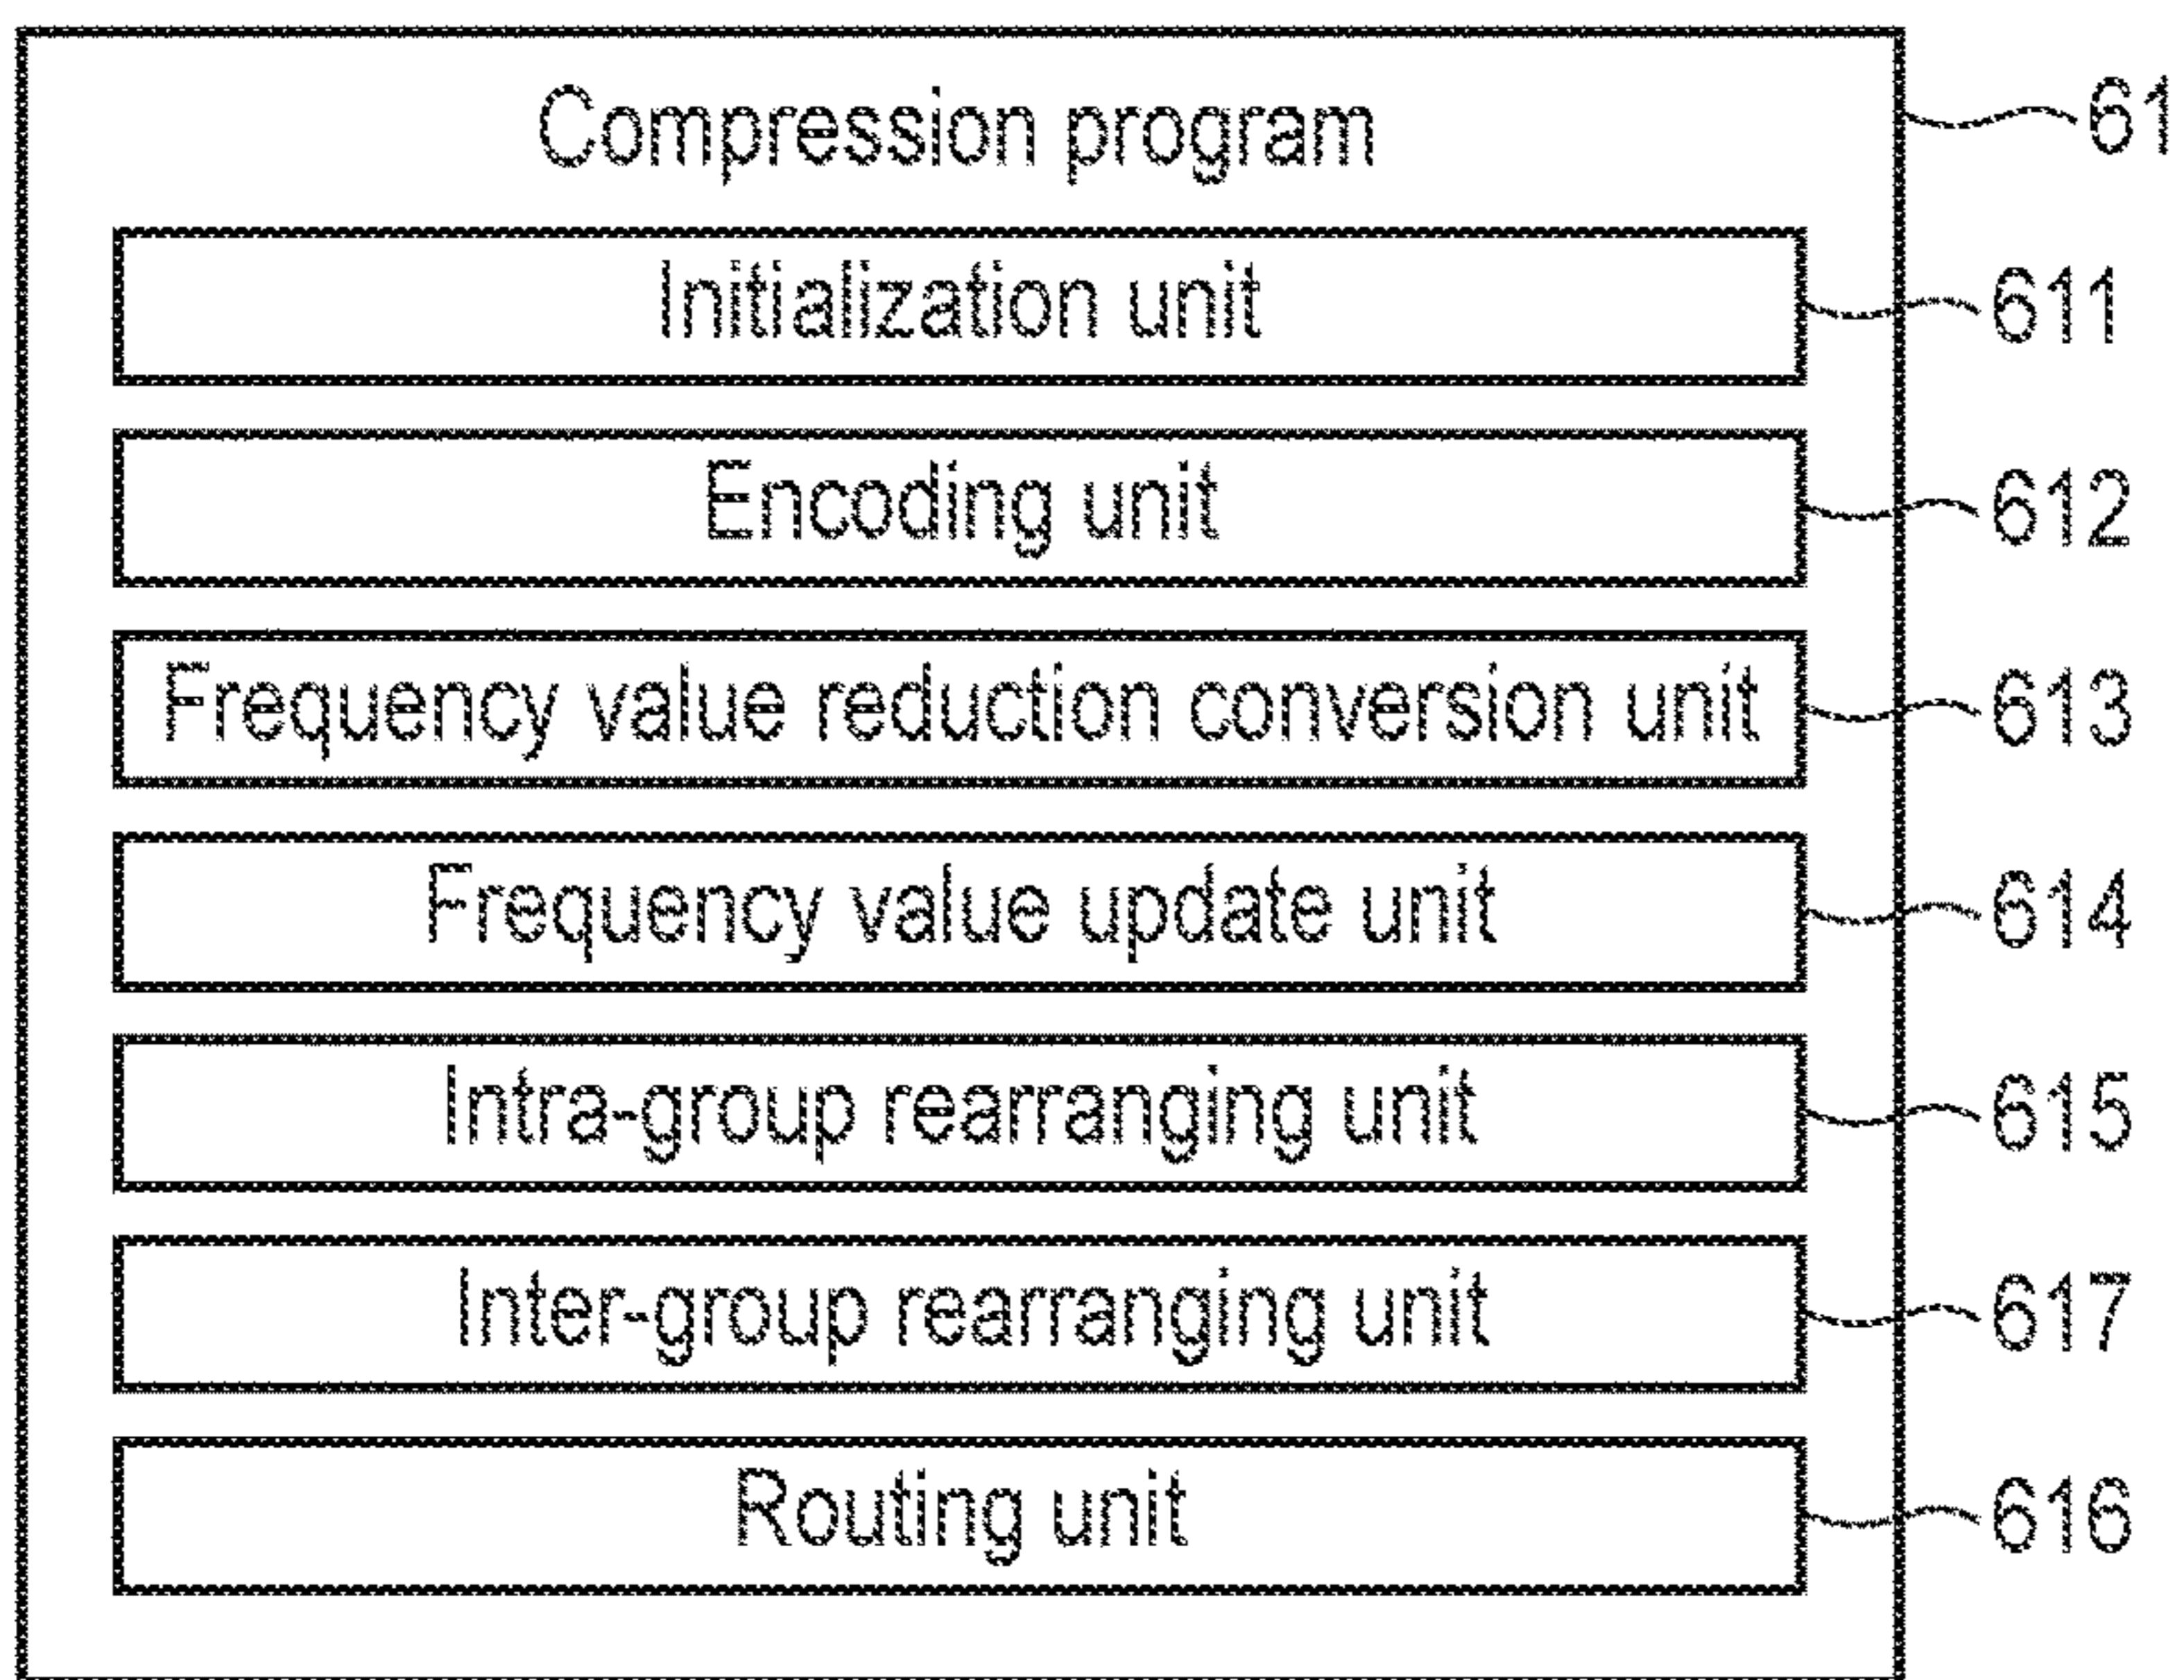 Compression program 61
Initialization unit 611
Encoding unit 612
Frequency value reduction conversion unit 613
Frequency value update unit 614
Intra-group rearranging unit 615
Inter-group rearranging unit 617
Routing unit 616